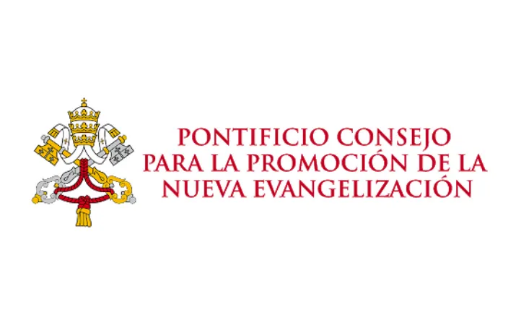 PONTIFICIO CONSEJO
PARA LA PROMOCIÓN DE LA
NUEVA EVANGELIZACIÓN